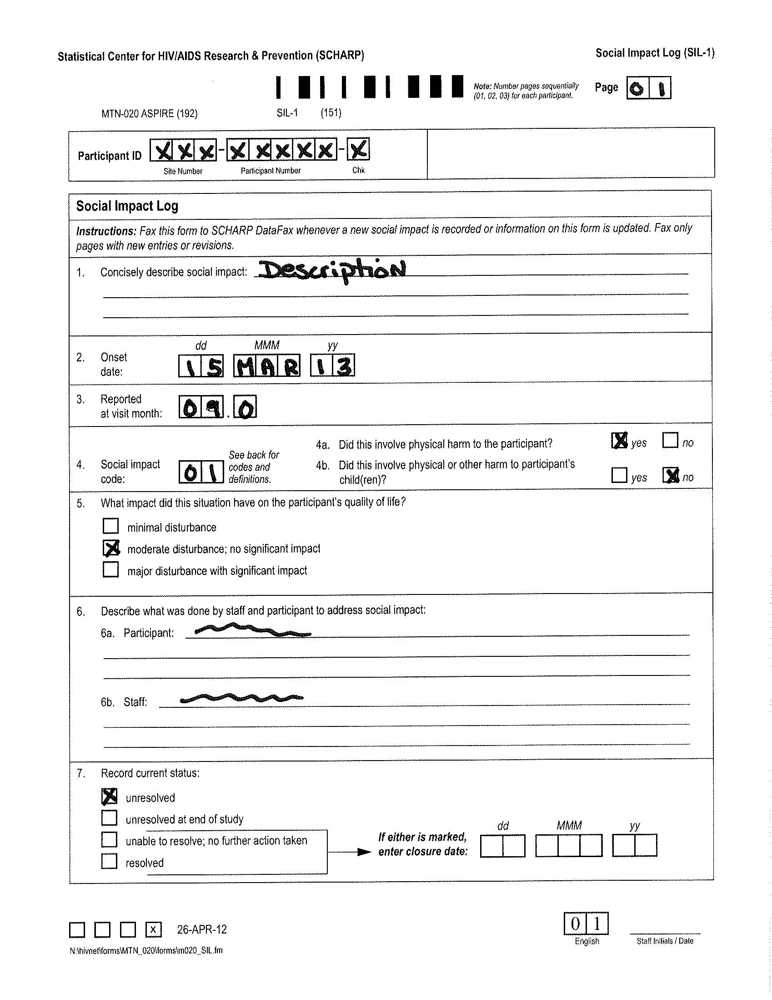 Statistical Center for HIV/AIDS Research & Prevention (SCHARP)
Social Impact Log (SIL-1)
Note: Number pages sequentially
(01, 02, 03) for each participant.
Page 0 1
MTN-020 ASPIRE (192)
SIL-1 (151)
Participant ID X X X - X X X X X - X
Site Number Participant Number Chk
Social Impact Log
Instructions: Fax this form to SCHARP DataFax whenever a new social impact is recorded or information on this form is updated. Fax only
pages with new entries or revisions.
1. Concisely describe social impact: Description
dd MMM yy
2. Onset
date: 15 MAR 13
3. Reported
at visit month: 09.0
4. Social impact
code: 01
See back for
codes and
definitions.
4a. Did this involve physical harm to the participant? X yes no
4b. Did this involve physical or other harm to participant's
child(ren)? yes X no
5. What impact did this situation have on the participant's quality of life?
minimal disturbance
X moderate disturbance; no significant impact
major disturbance with significant impact
6. Describe what was done by staff and participant to address social impact:
6a. Participant:
6b. Staff:
7. Record current status:
X unresolved
unresolved at end of study
unable to resolve; no further action taken
resolved
If either is marked,
enter closure date:
dd MMM yy
x 26-APR-12
N:\hivnet\forms\MTN_020\forms\m020_SIL.fm
0 1
English
Staff Initials / Date